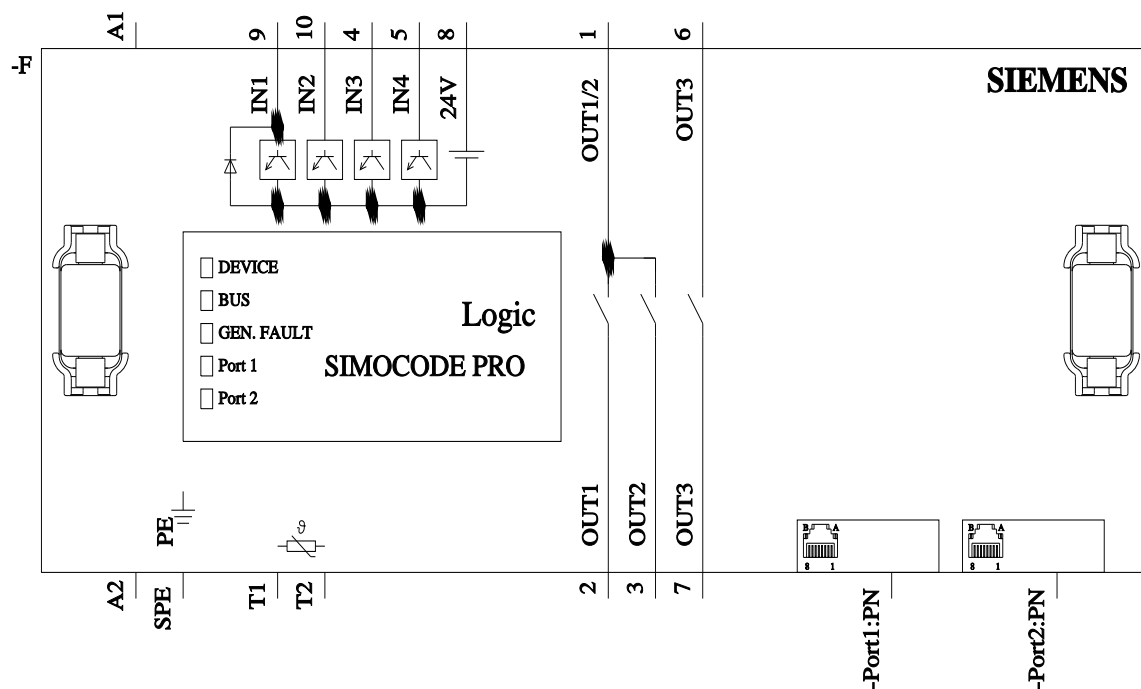 A1
9
10
4
5
8
1
6
-F
IN1
IN2
IN3
IN4
24V
OUT1/2
OUT3
SIEMENS
DEVICE
BUS
GEN. FAULT
Port 1
Port 2
Logic
SIMOCODE PRO
PE
ϑ
OUT1
OUT2
OUT3
B A
8 1
B A
8 1
A2
SPE
T1
T2
2
3
7
-Port1:PN
-Port2:PN